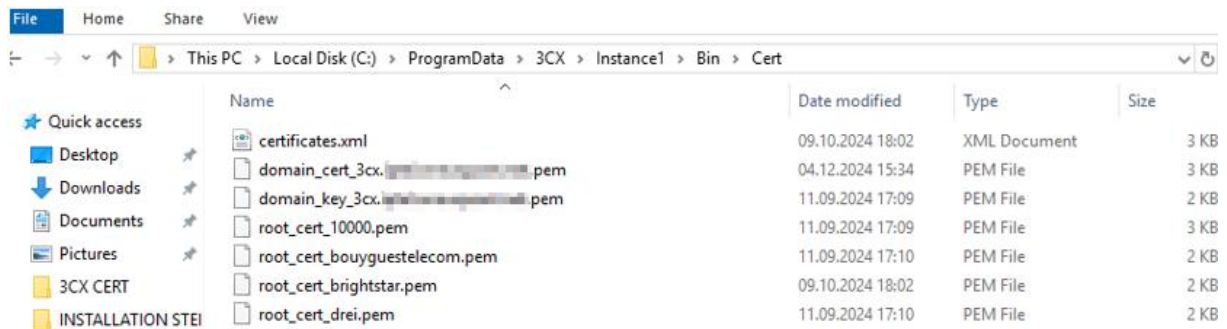 File Home Share View
This PC > Local Disk (C:) > ProgramData > 3CX > Instance1 > Bin > Cert
Name Date modified Type Size
Quick access
Desktop
Downloads
Documents
Pictures
3CX CERT
INSTALLATION STEI
certificates.xml 09.10.2024 18:02 XML Document 3 KB
domain_cert_3cx. .pem 04.12.2024 15:34 PEM File 3 KB
domain_key_3cx. .pem 11.09.2024 17:09 PEM File 2 KB
root_cert_10000.pem 11.09.2024 17:09 PEM File 3 KB
root_cert_bouyguestelecom.pem 11.09.2024 17:10 PEM File 2 KB
root_cert_brightstar.pem 09.10.2024 18:02 PEM File 2 KB
root_cert_drei.pem 11.09.2024 17:10 PEM File 2 KB